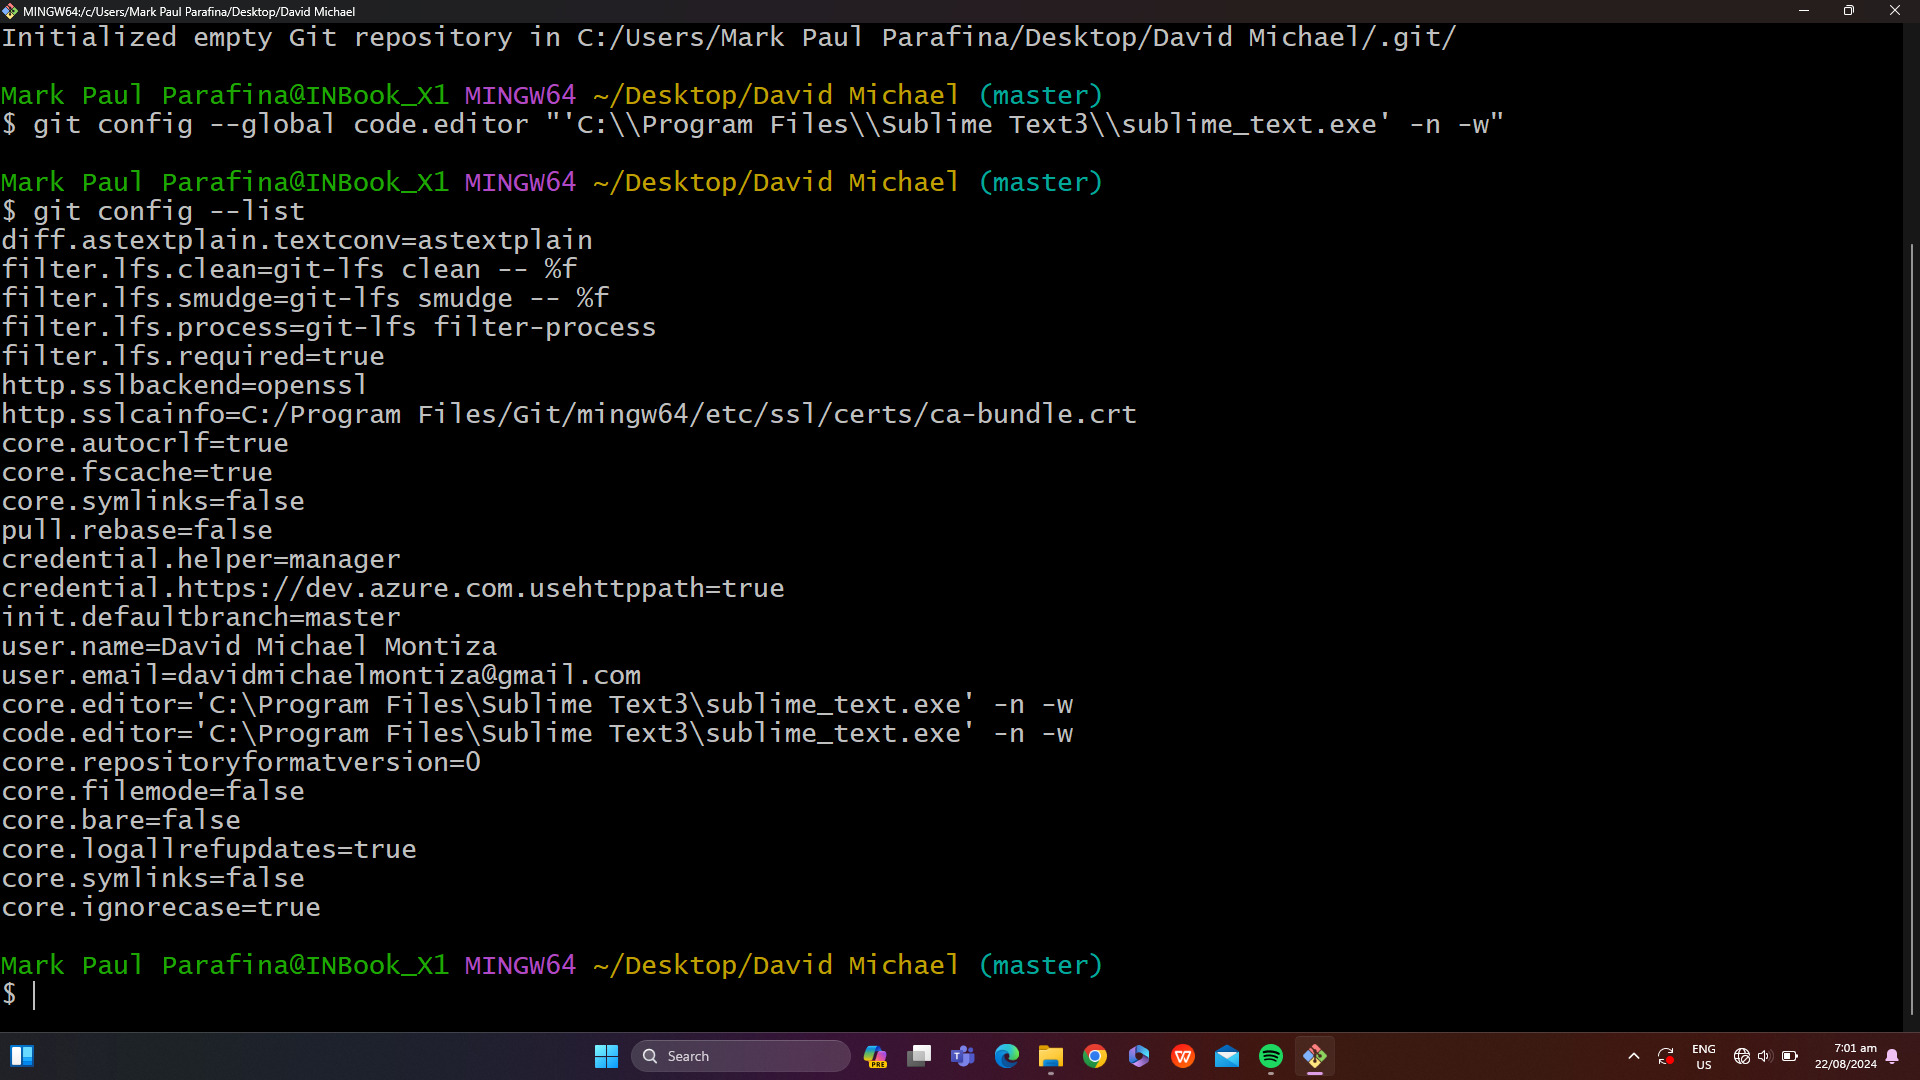 MINGW64:/c/Users/Mark Paul Parafina/Desktop/David Michael
Initialized empty Git repository in C:/Users/Mark Paul Parafina/Desktop/David Michael/.git/
Mark Paul Parafina@INBook_X1 MINGW64 ~/Desktop/David Michael (master)
$ git config --global code.editor "'C:\\Program Files\\Sublime Text3\\sublime_text.exe' -n -w"
Mark Paul Parafina@INBook_X1 MINGW64 ~/Desktop/David Michael (master)
$ git config --list
diff.astextplain.textconv=astextplain
filter.lfs.clean=git-lfs clean -- %f
filter.lfs.smudge=git-lfs smudge -- %f
filter.lfs.process=git-lfs filter-process
filter.lfs.required=true
http.sslbackend=openssl
http.sslcainfo=C:/Program Files/Git/mingw64/etc/ssl/certs/ca-bundle.crt
core.autocrlf=true
core.fscache=true
core.symlinks=false
pull.rebase=false
credential.helper=manager
credential.https://dev.azure.com.usehttppath=true
init.defaultbranch=master
user.name=David Michael Montiza
user.email=davidmichaelmontiza@gmail.com
core.editor='C:\Program Files\Sublime Text3\sublime_text.exe' -n -w
code.editor='C:\Program Files\Sublime Text3\sublime_text.exe' -n -w
core.repositoryformatversion=0
core.filemode=false
core.bare=false
core.logallrefupdates=true
core.symlinks=false
core.ignorecase=true
Mark Paul Parafina@INBook_X1 MINGW64 ~/Desktop/David Michael (master)
$
Search
PRE
ENG
US
7:01 am
22/08/2024